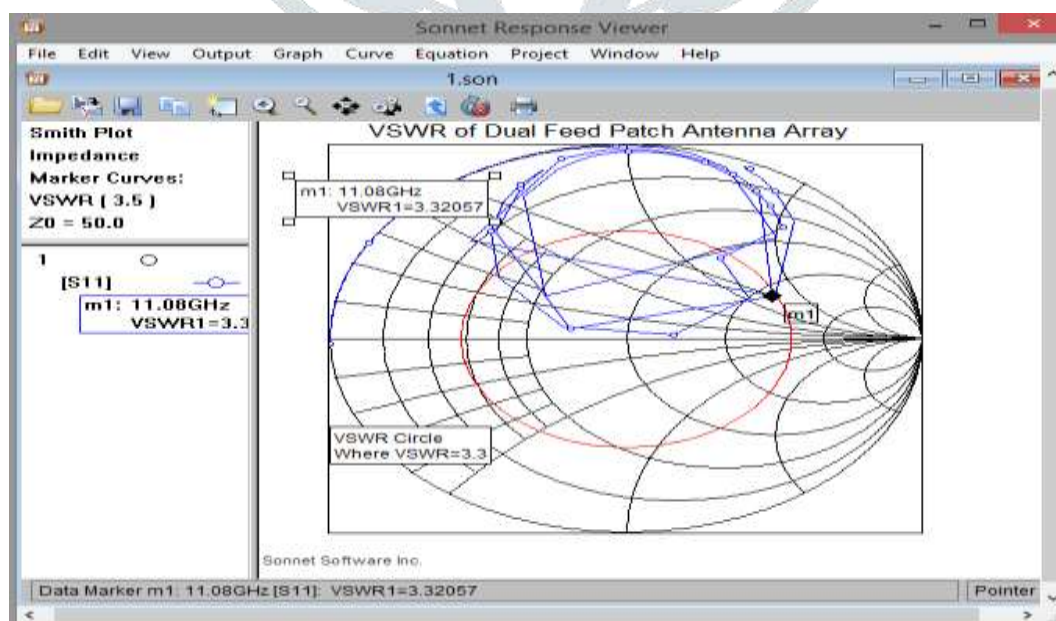 Sonnet Response Viewer
File Edit View Output Graph Curve Equation Project Window Help
1.son
Smith Plot
Impedance
Marker Curves:
VSWR ( 3.5 )
Z0 = 50.0
1
[S11]
m1: 11.08GHz
VSWR1=3.3
VSWR of Dual Feed Patch Antenna Array
m1: 11.08GHz
VSWR1=3.32057
m1
VSWR Circle
Where VSWR=3.3
Sonnet Software Inc.
Data Marker m1: 11.08GHz [S11]: VSWR1=3.32057
Pointer